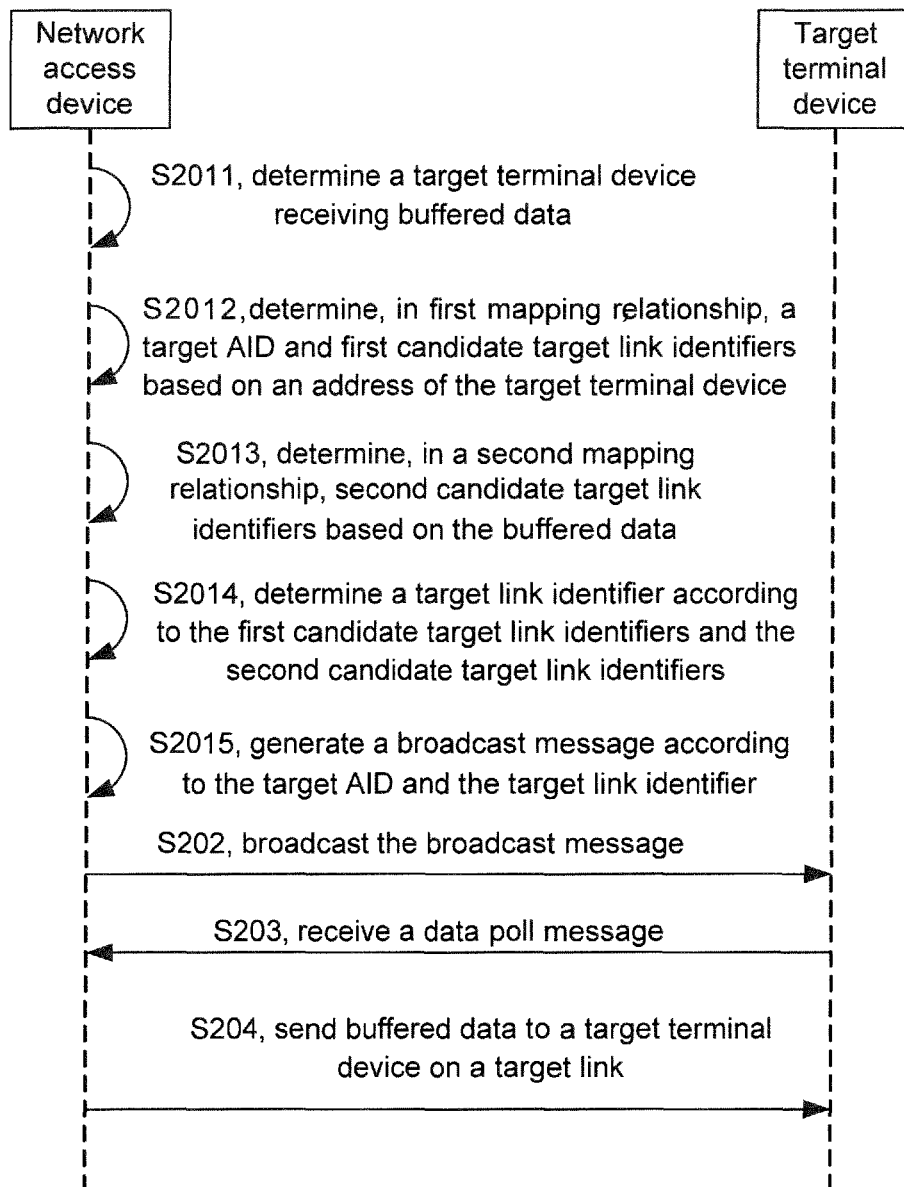 Network
access
device
Target
terminal
device
S2011, determine a target terminal device
receiving buffered data
S2012,determine, in first mapping relationship, a
target AID and first candidate target link identifiers
based on an address of the target terminal device
S2013, determine, in a second mapping
relationship, second candidate target link
identifiers based on the buffered data
S2014, determine a target link identifier according
to the first candidate target link identifiers and the
second candidate target link identifiers
S2015, generate a broadcast message according
to the target AID and the target link identifier
S202, broadcast the broadcast message
S203, receive a data poll message
S204, send buffered data to a target terminal
device on a target link